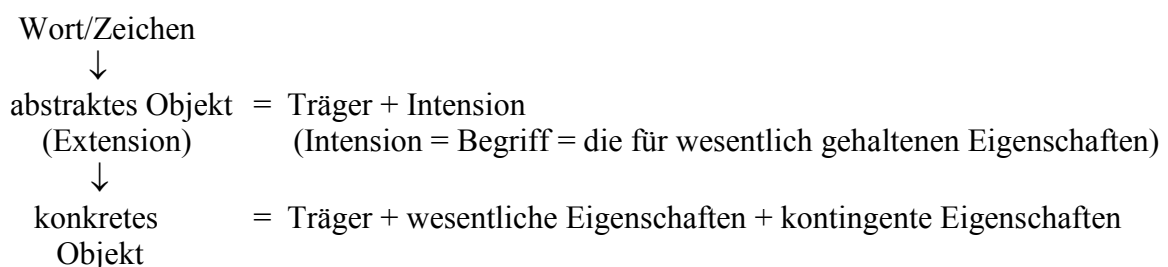 Wort/Zeichen
↓
abstraktes Objekt = Träger + Intension
(Extension) (Intension = Begriff = die für wesentlich gehaltenen Eigenschaften)
↓
konkretes = Träger + wesentliche Eigenschaften + kontingente Eigenschaften
Objekt